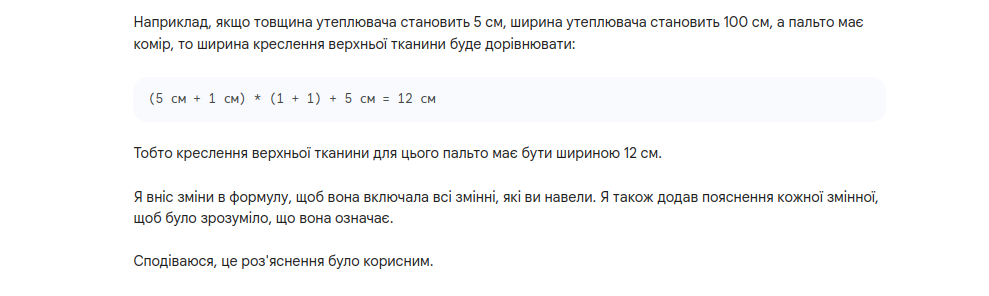 Наприклад, якщо товщина утеплювача становить 5 см, ширина утеплювача становить 100 см, а пальто має
комір, то ширина креслення верхньої тканини буде дорівнювати:
(5 см + 1 см) * (1 + 1) + 5 см = 12 см
Тобто креслення верхньої тканини для цього пальто має бути шириною 12 см.
Я вніс зміни в формулу, щоб вона включала всі змінні, які ви навели. Я також додав пояснення кожної змінної,
щоб було зрозуміло, що вона означає.
Сподіваюся, це роз'яснення було корисним.